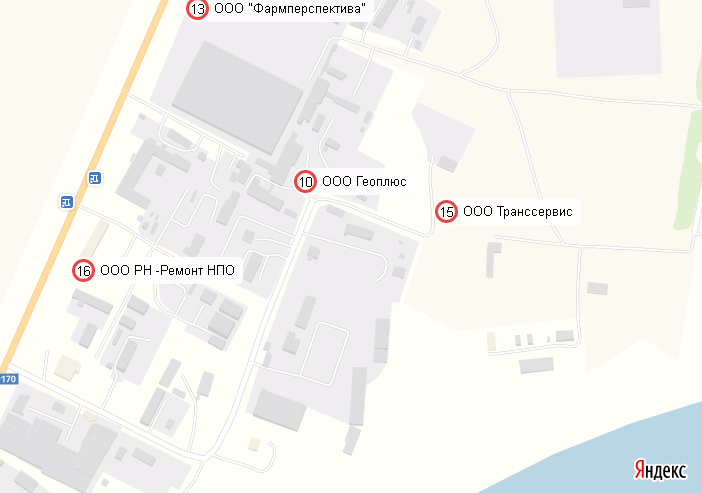 13 ООО "Фармперспектива"
10 ООО Геоплюс
15 ООО Транссервис
16 ООО РН -Ремонт НПО
170
Яндекс